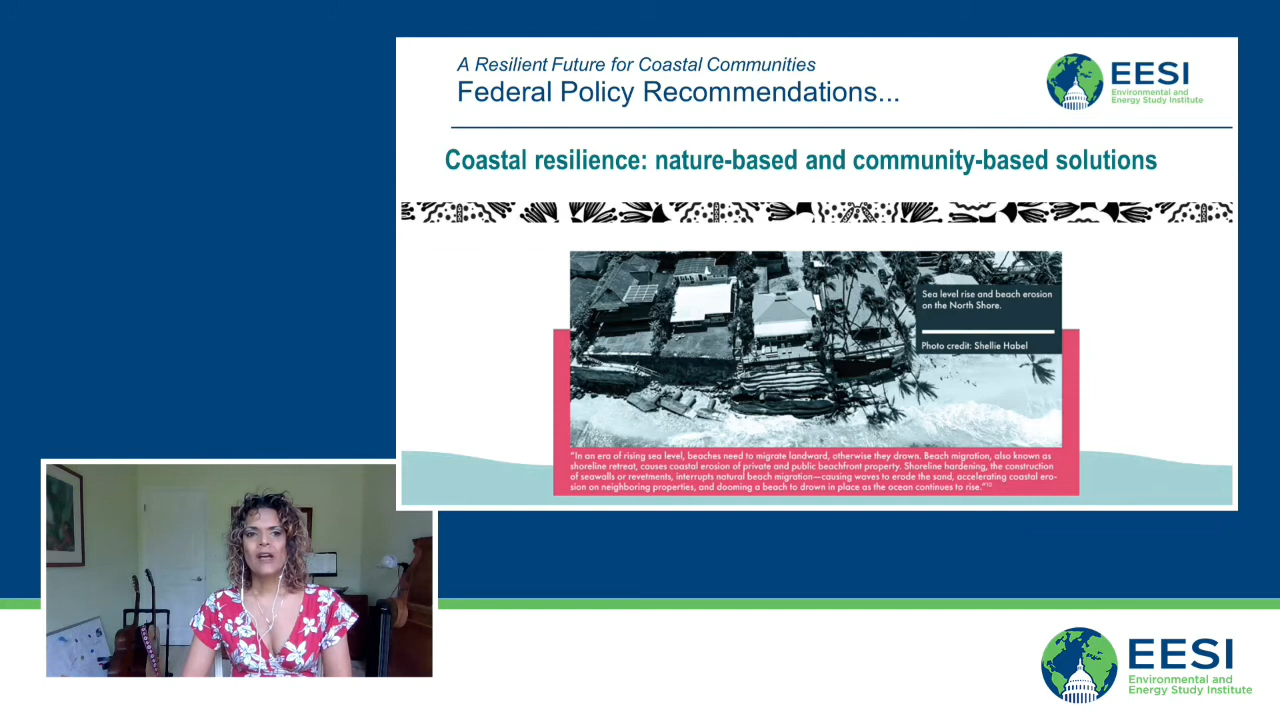 A Resilient Future for Coastal Communities
Federal Policy Recommendations...
EESI
Environmental and
Energy Study Institute
Coastal resilience: nature-based and community-based solutions
Sea level rise and beach erosion
on the North Shore.
Photo credit: Shellie Habel
"In an era of rising sea level, beaches need to migrate landward, otherwise they drown. Beach migration, also known as
shoreline retreat, causes coastal erosion of private and public beachfront property. Shoreline hardening, the construction
of seawalls or revetments, interrupts natural beach migration—causing waves to erode the sand, accelerating coastal ero-
sion on neighboring properties, and dooming a beach to drown in place as the ocean continues to rise."10
EESI
Environmental and
Energy Study Institute